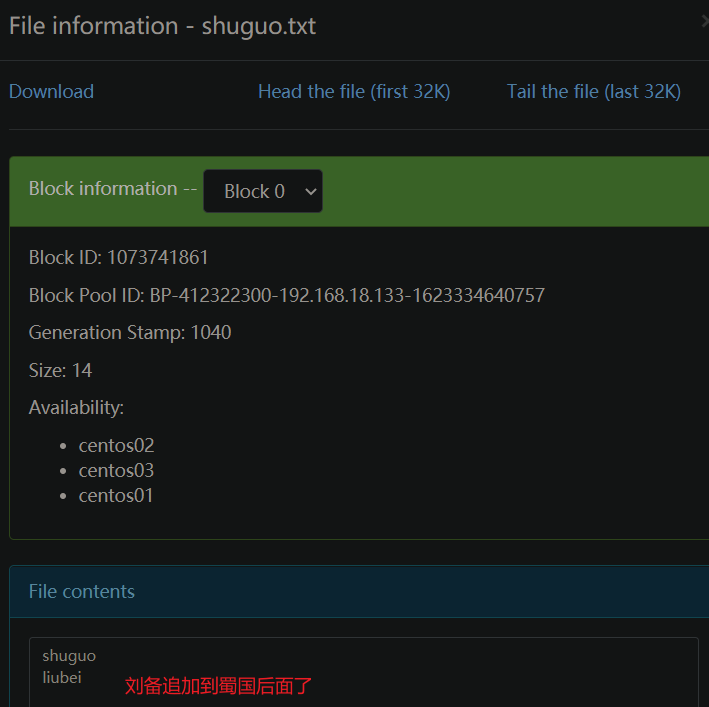 File information - shuguo.txt
Download
Head the file (first 32K)
Tail the file (last 32K)
Block information -- Block 0
Block ID: 1073741861
Block Pool ID: BP-412322300-192.168.18.133-1623334640757
Generation Stamp: 1040
Size: 14
Availability:
centos02
centos03
centos01
File contents
shuguo
liubei
刘备追加到蜀国后面了